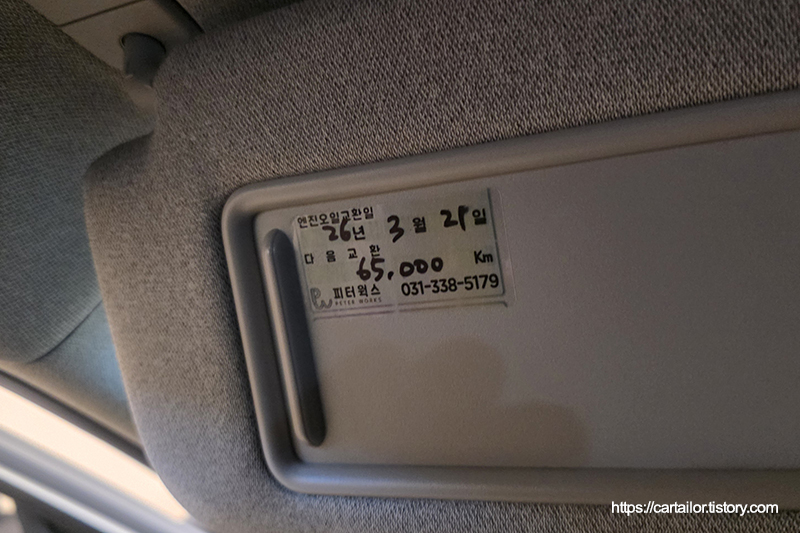 엔진오일교환일
26년 3월 21일
다음교환
65,000 Km
피터웍스 031-338-5179
PETER WORKS
https://cartailor.tistory.com